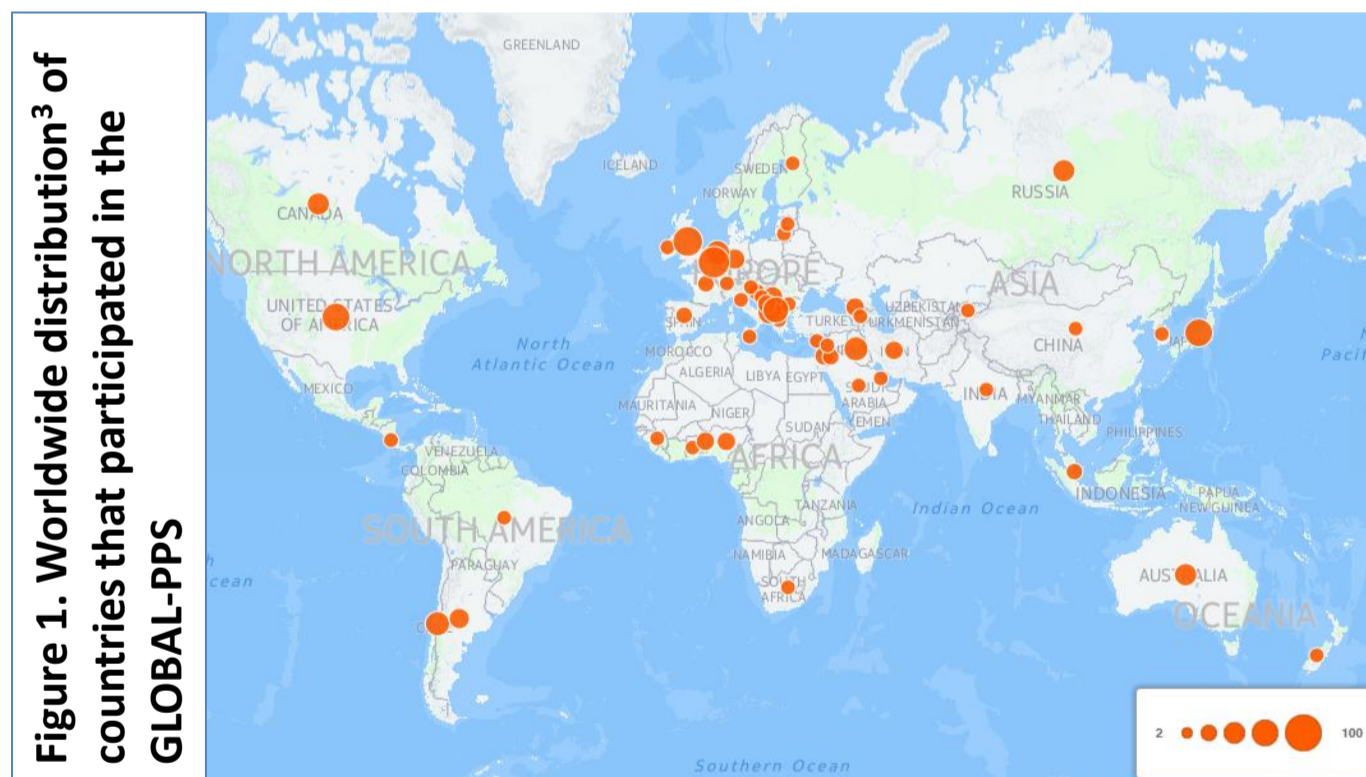 Figure 1. Worldwide distribution³ of
countries that participated in the
GLOBAL-PPS
GREENLAND
ICELAND
SWEDEN
NORWAY
RUSSIA
CANADA
NORTH AMERICA
EUROPE
ASIA
UNITED STATES
OF AMERICA
UZBEKISTAN
TURKEY
TURKMENISTAN
SPAIN
CHINA
North
Atlantic Ocean
MOROCCO
ALGERIA
LIBYA
EGYPT
MEXICO
MAURITANIA
NIGER
SAUDI
ARABIA
INDIA
MYANMAR
THAILAND
SUDAN
YEMEN
PHILIPPINES
VENEZUELA
COLOMBIA
AFRICA
INDONESIA
PAPUA
NEW GUINEA
TANZANIA
Indian Ocean
SOUTH AMERICA
ANGOLA
NAMIBIA
MADAGASCAR
PARAGUAY
SOUTH
AFRICA
AUSTRALIA
OCEANIA
2
100
Southern Ocean